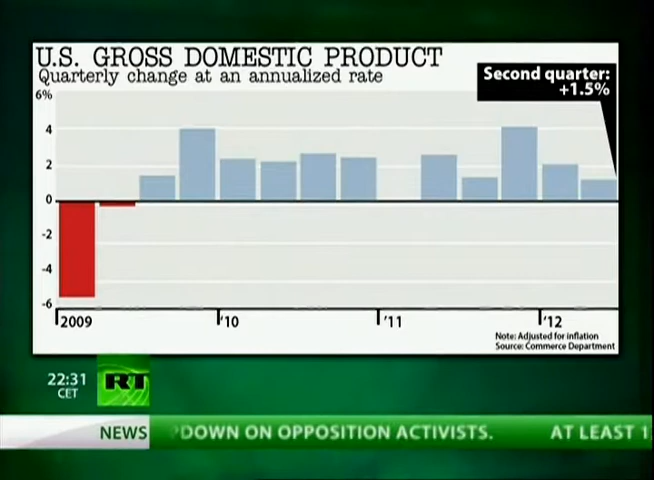 U.S. GROSS DOMESTIC PRODUCT
Quarterly change at an annualized rate
Second quarter:
+1.5%
6%
4
2
0
-2
-4
-6
2009 '10 '11 '12
Note: Adjusted for inflation
Source: Commerce Department
22:31
CET
RT
NEWS DOWN ON OPPOSITION ACTIVISTS. AT LEAST 1